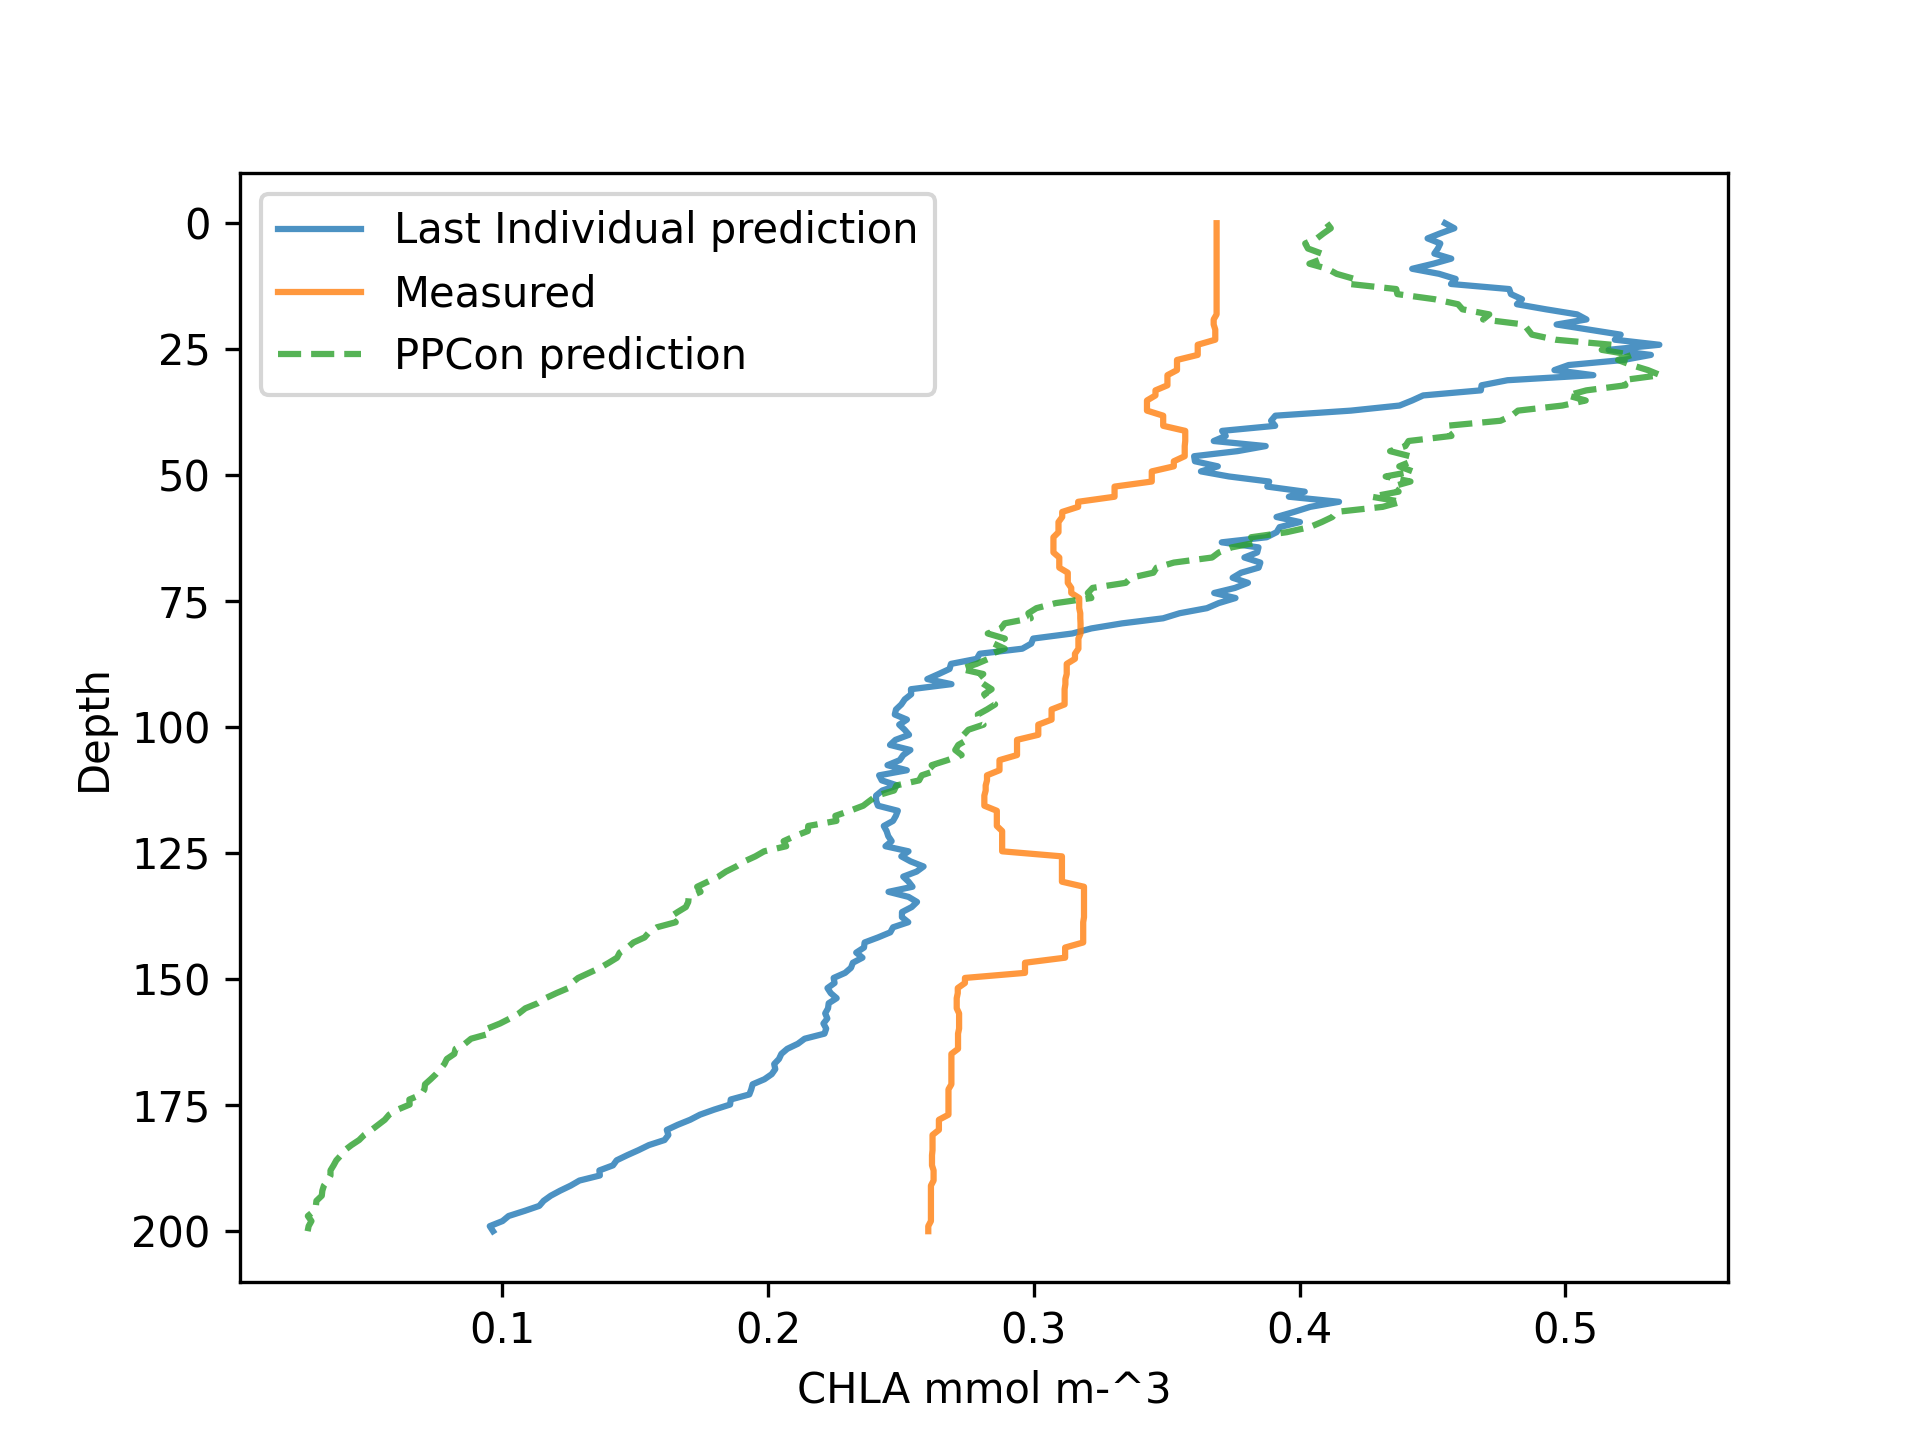 Last Individual prediction
Measured
PPCon prediction
0
25
50
75
100
125
150
175
200
Depth
0.1 0.2 0.3 0.4 0.5
CHLA mmol m-^3